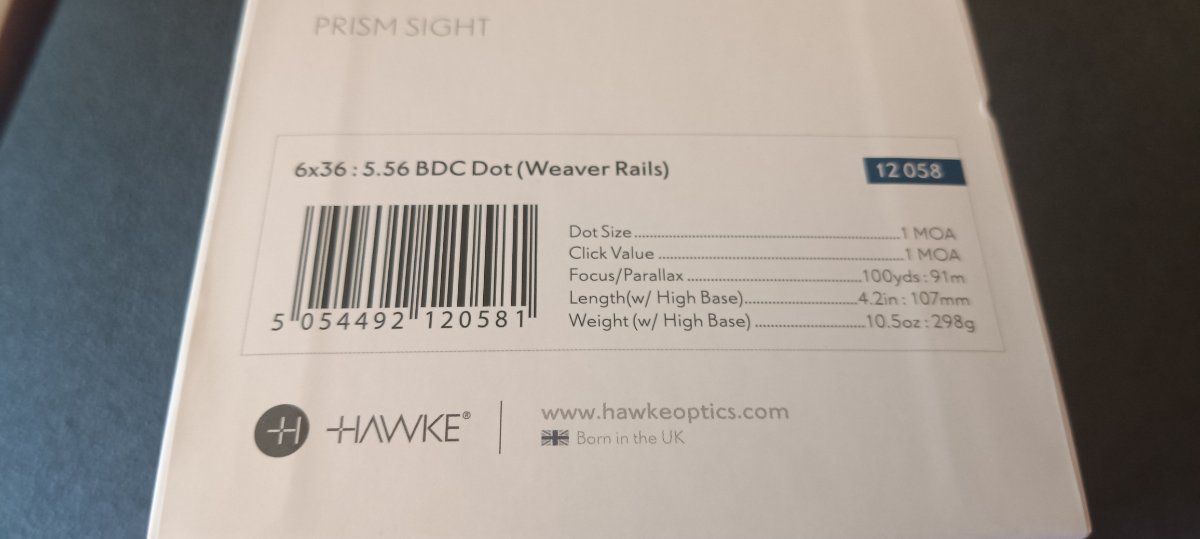 PRISM SIGHT
6x36 : 5.56 BDC Dot (Weaver Rails)
12 058
Dot Size 1 MOA
Click Value 1 MOA
Focus/Parallax 100yds : 91m
Length(w/ High Base) 4.2in : 107mm
Weight (w/ High Base) 10.5oz : 298g
5 054492 120581
H HAWKE®
www.hawkeoptics.com
Born in the UK